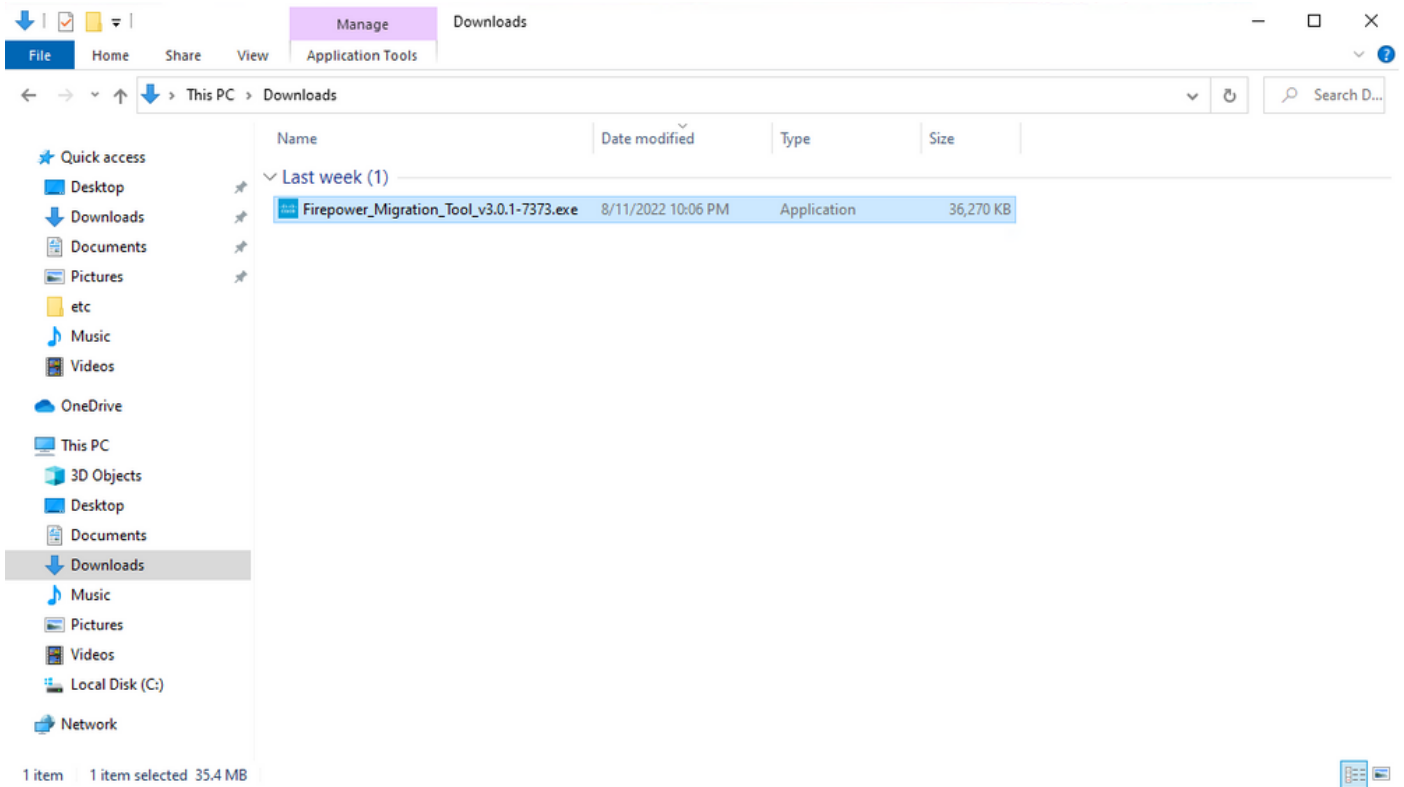 Manage Downloads
File Home Share View Application Tools
This PC Downloads Search D...
Name Date modified Type Size
Quick access
Last week (1)
Desktop
Firepower_Migration_Tool_v3.0.1-7373.exe 8/11/2022 10:06 PM Application 36,270 KB
Downloads
Documents
Pictures
etc
Music
Videos
OneDrive
This PC
3D Objects
Desktop
Documents
Downloads
Music
Pictures
Videos
Local Disk (C:)
Network
1 item 1 item selected 35.4 MB